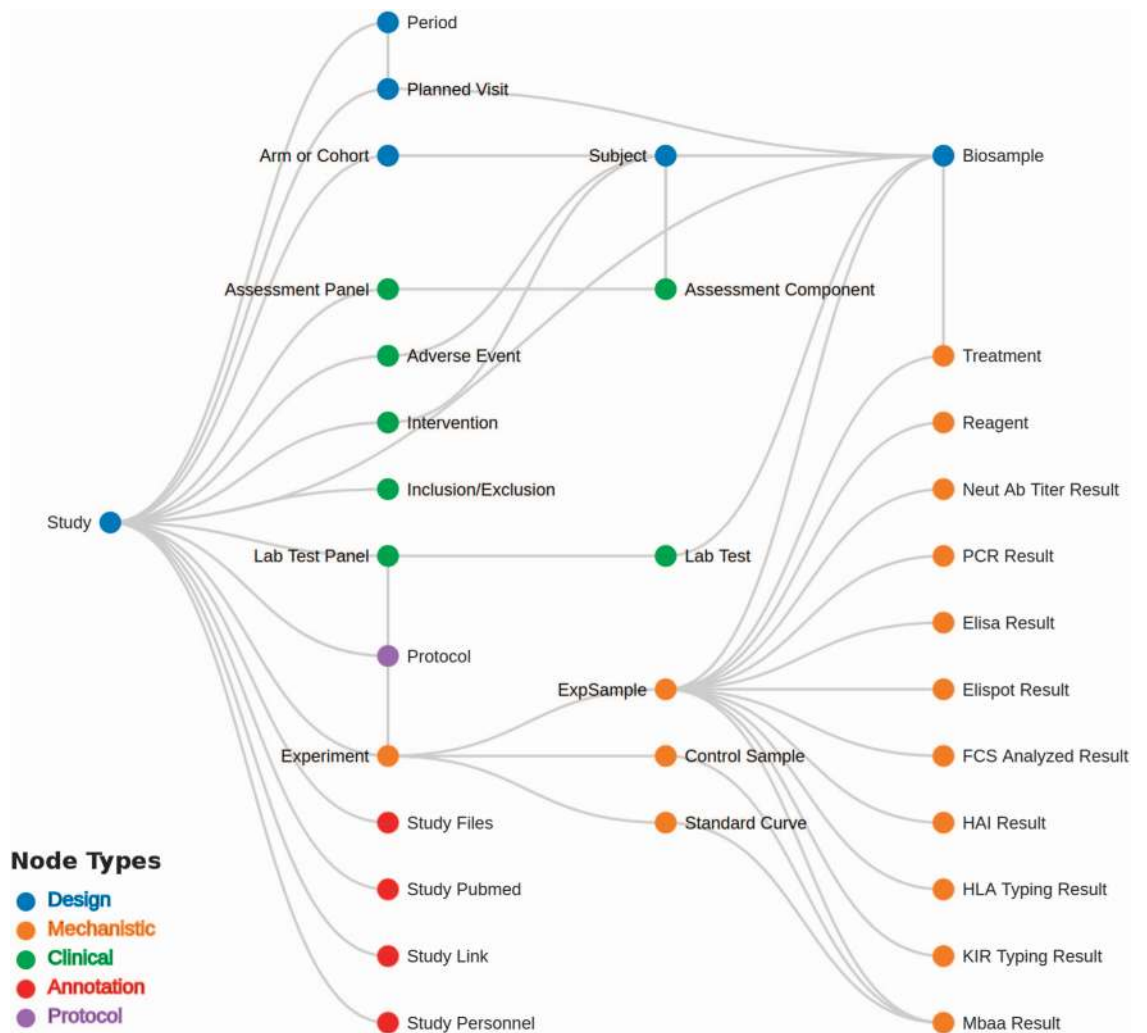 Period
Planned Visit
Arm or Cohort
Subject
Biosample
Assessment Panel
Assessment Component
Adverse Event
Treatment
Intervention
Reagent
Inclusion/Exclusion
Neut Ab Titer Result
Study
Lab Test Panel
Lab Test
PCR Result
Elisa Result
Protocol
ExpSample
Elispot Result
Experiment
Control Sample
FCS Analyzed Result
Study Files
Standard Curve
HAI Result
Node Types
Design
Mechanistic
Clinical
Annotation
Protocol
Study Pubmed
HLA Typing Result
Study Link
KIR Typing Result
Study Personnel
Mbaa Result